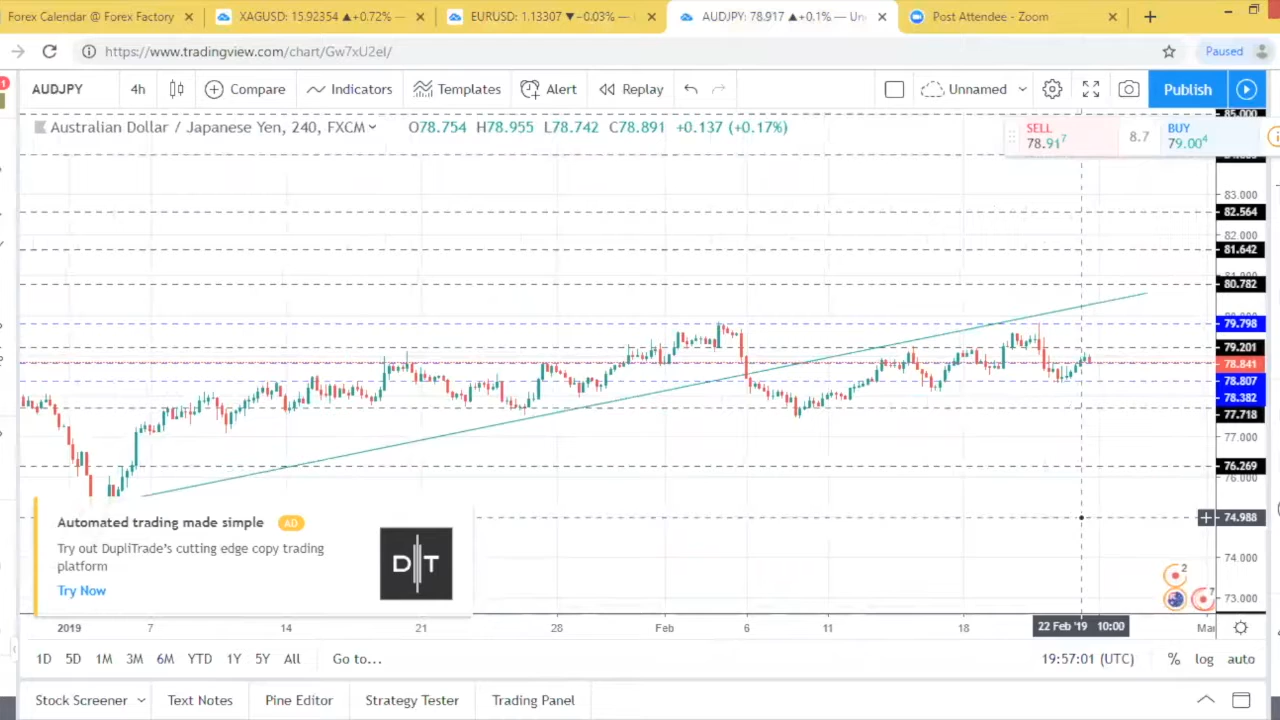 Forex Calendar @ Forex Factory
XAGUSD: 15.92354 ▲+0.72% —
EURUSD: 1.13307 ▼−0.03% —
AUDJPY: 78.917 ▲+0.1% — Un
Post Attendee - Zoom
https://www.tradingview.com/chart/Gw7xU2eI/
Paused
1
AUDJPY
4h
Compare
Indicators
Templates
Alert
Replay
Unnamed
Publish
Australian Dollar / Japanese Yen, 240, FXCM
O78.754 H78.955 L78.742 C78.891 +0.137 (+0.17%)
SELL
78.917
8.7
BUY
79.004
85.000
83.000
82.564
82.000
81.642
80.782
79.798
79.201
78.841
78.807
78.382
77.718
77.000
76.269
76.000
74.988
74.000
73.000
Automated trading made simple AD
Try out DupliTrade's cutting edge copy trading
platform
Try Now
D T
2
7
2019 7 14 21 28 Feb 6 11 18 22 Feb '19 10:00 Mar
1D 5D 1M 3M 6M YTD 1Y 5Y All Go to...
19:57:01 (UTC) % log auto
Stock Screener Text Notes Pine Editor Strategy Tester Trading Panel